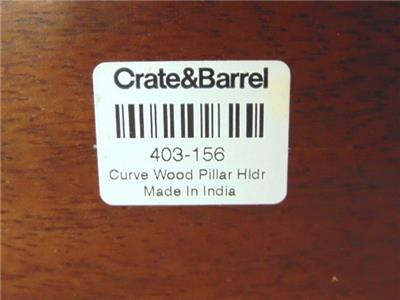 Crate&Barrel
403-156
Curve Wood Pillar Hldr
Made In India